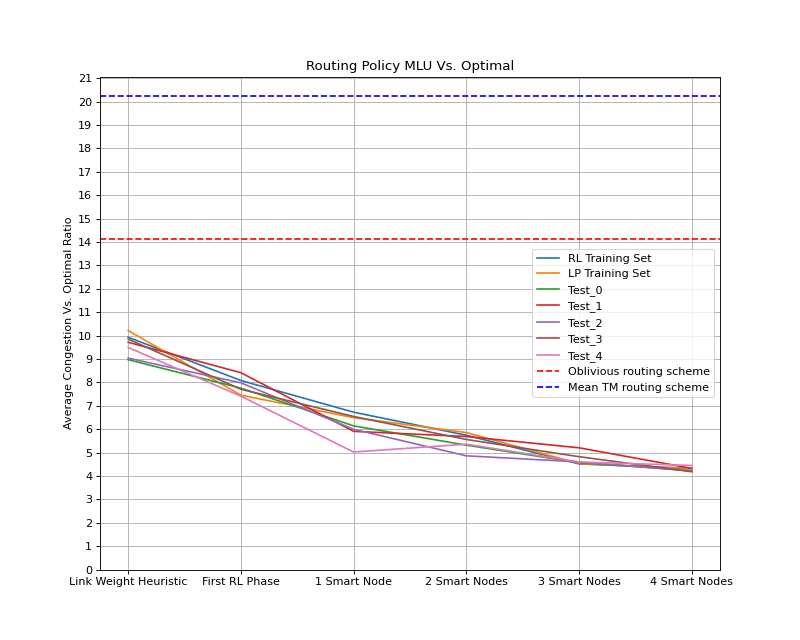 Routing Policy MLU Vs. Optimal
Average Congestion Vs. Optimal Ratio
21
20
19
18
17
16
15
14
13
12
11
10
9
8
7
6
5
4
3
2
1
0
RL Training Set
LP Training Set
Test_0
Test_1
Test_2
Test_3
Test_4
Oblivious routing scheme
Mean TM routing scheme
Link Weight Heuristic
First RL Phase
1 Smart Node
2 Smart Nodes
3 Smart Nodes
4 Smart Nodes